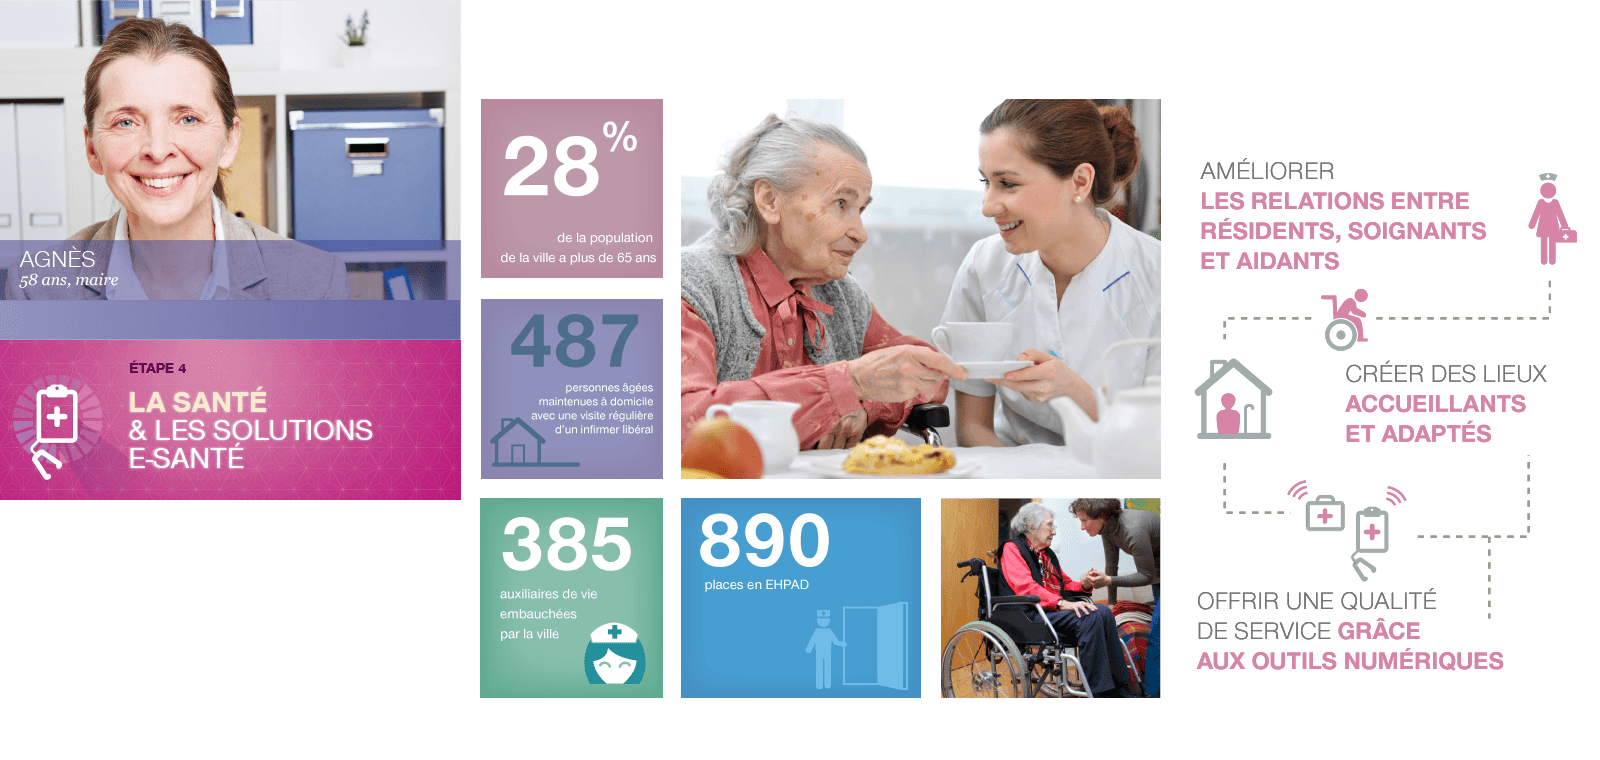 AGNÈS
58 ans, maire
ÉTAPE 4
LA SANTÉ
& LES SOLUTIONS
E-SANTÉ
28%
de la population
de la ville a plus de 65 ans
487
personnes âgées
maintenues à domicile
avec une visite régulière
d'un infirmer libéral
385
auxiliaires de vie
embauchées
par la ville
890
places en EHPAD
AMÉLIORER
LES RELATIONS ENTRE
RÉSIDENTS, SOIGNANTS
ET AIDANTS
CRÉER DES LIEUX
ACCUEILLANTS
ET ADAPTÉS
OFFRIR UNE QUALITÉ
DE SERVICE GRÂCE
AUX OUTILS NUMÉRIQUES